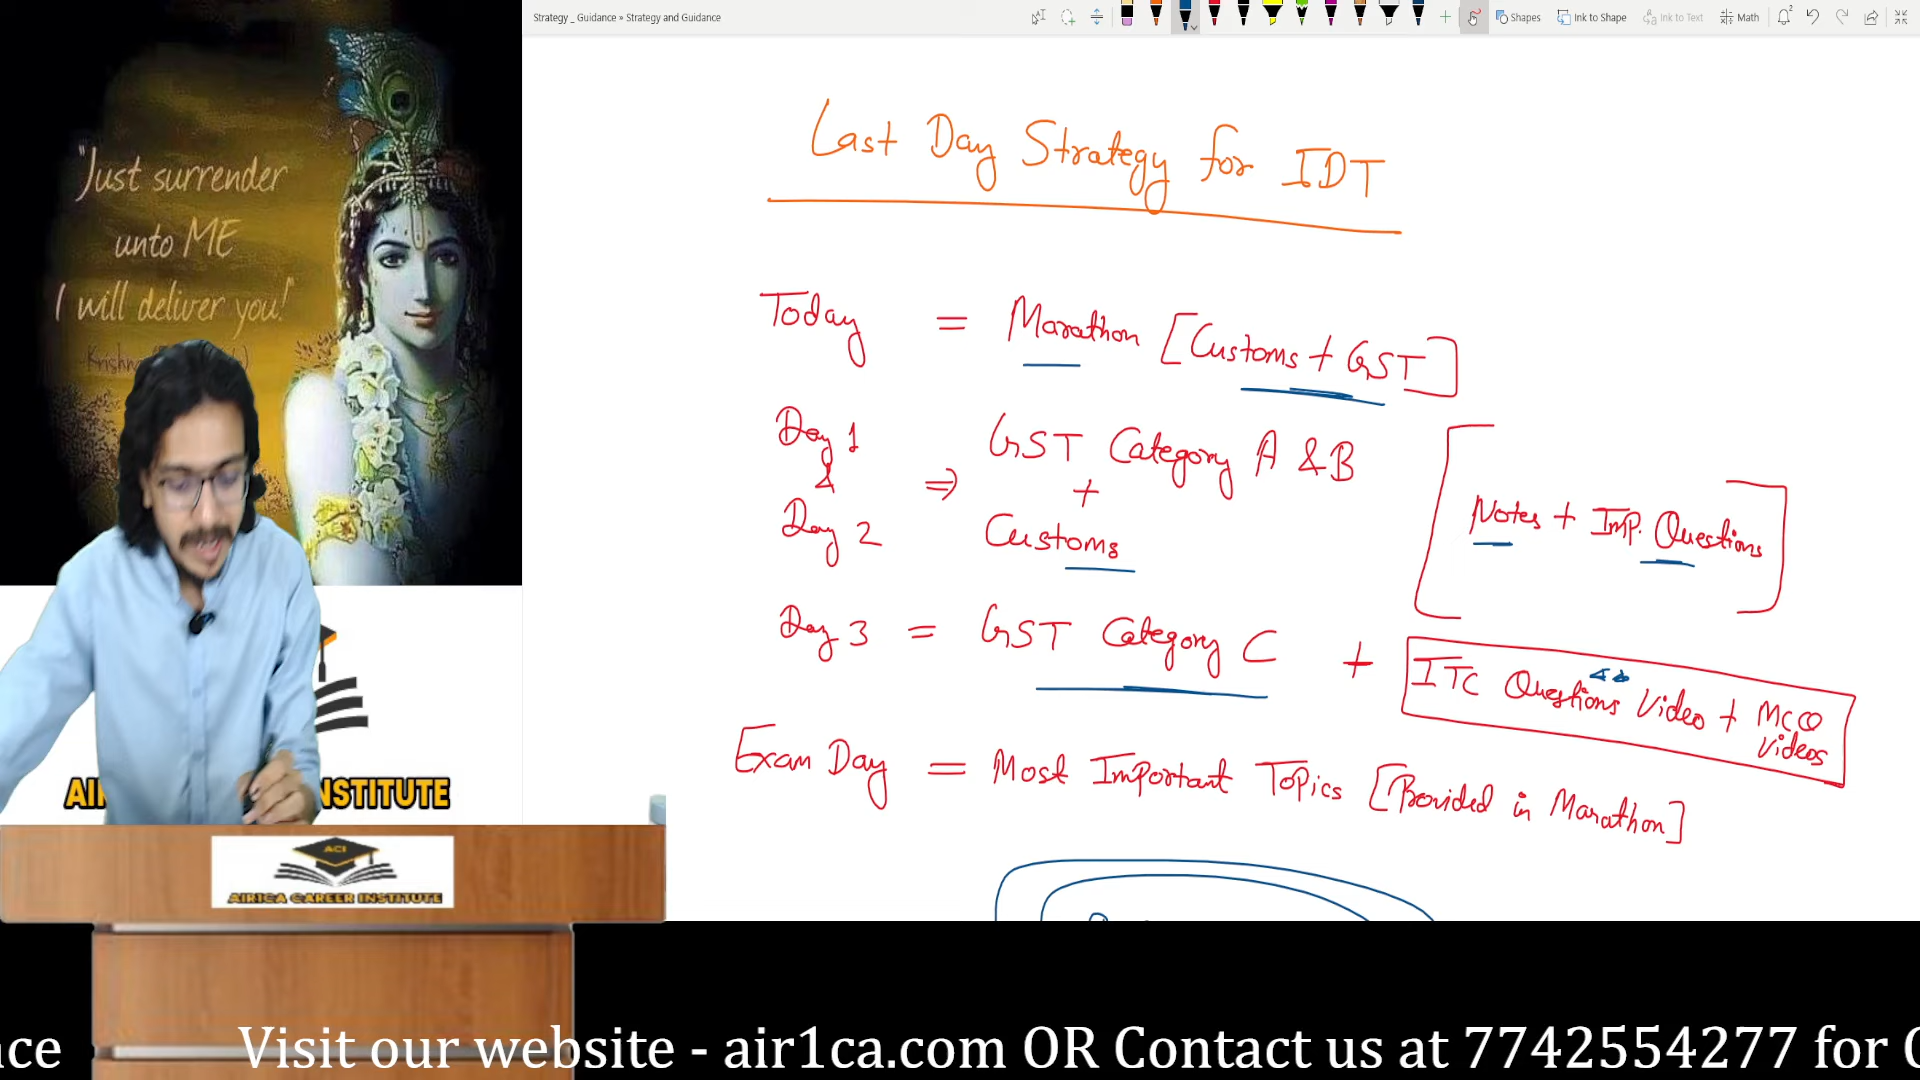 Strategy _ Guidance » Strategy and Guidance
Shapes
Ink to Shape
Ink to Text
Math
"Just surrender
unto ME
I will deliver you!"
Last Day Strategy for IDT
Today = Marathon [Customs + GST]
Day 1
&
Day 2
⇒
GST Category A & B
+
Customs
[Notes + Imp. Questions]
Day 3 = GST Category C + ITC Questions Video + MCQ
Videos
Exam Day = Most Important Topics [Provided in Marathon]
NSTITUTE
ACI
AIR1CA CAREER INSTITUTE
nce Visit our website - air1ca.com OR Contact us at 7742554277 for